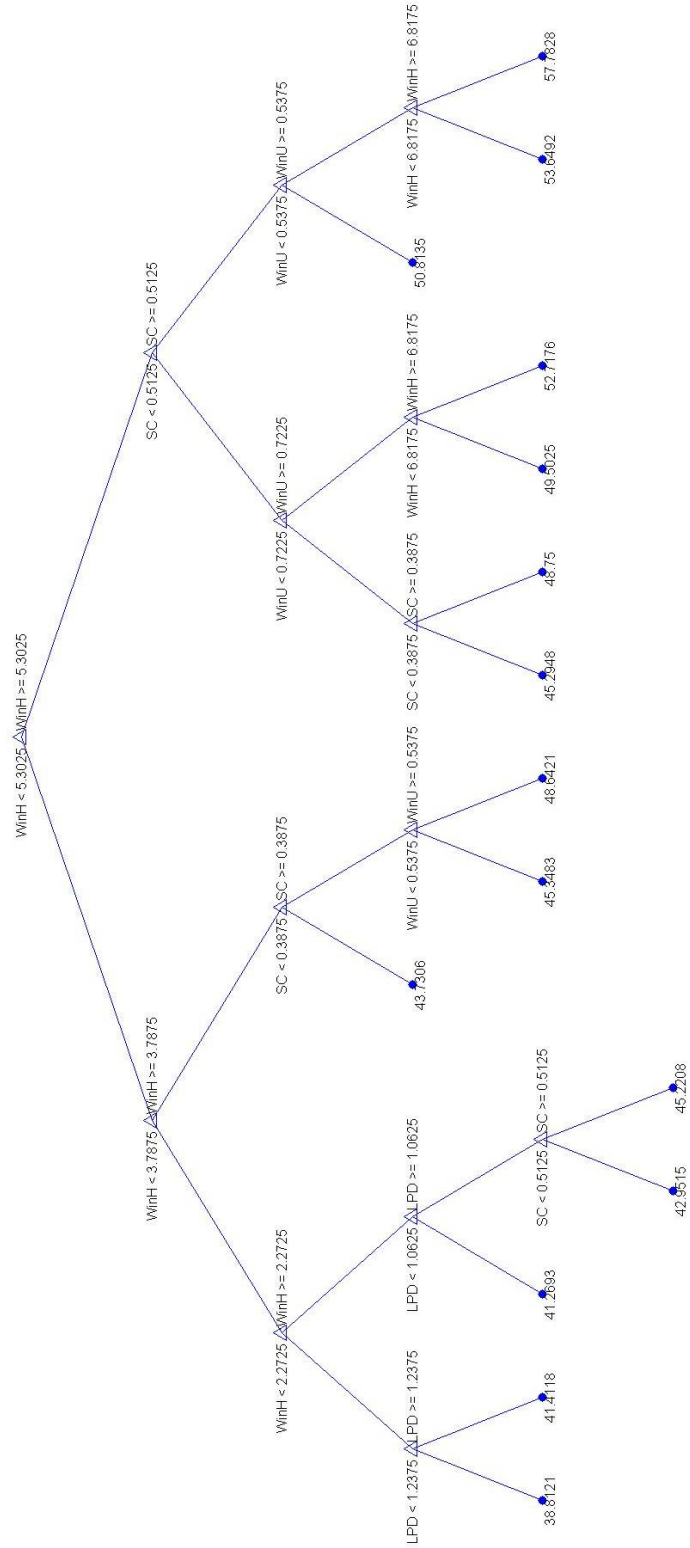 WinH < 5.3025 WinH >= 5.3025
WinH < 3.7875 WinH >= 3.7875
SC < 0.5125 SC >= 0.5125
WinH < 2.2725 WinH >= 2.2725
SC < 0.3875 SC >= 0.3875
WinU < 0.7225 WinU >= 0.7225
WinU < 0.5375 WinU >= 0.5375
LPD < 1.2375 LPD >= 1.2375
LPD < 1.0625 LPD >= 1.0625
43.7306
WinU < 0.5375 WinU >= 0.5375
SC < 0.3875 SC >= 0.3875
WinH < 6.8175 WinH >= 6.8175
50.8135
WinH < 6.8175 WinH >= 6.8175
38.8121
41.4118
41.2693
SC < 0.5125 SC >= 0.5125
45.3483
48.6421
45.2948
48.75
49.5025
52.7176
53.6492
57.7828
42.9515
45.2208